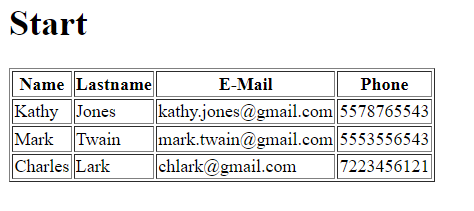 Start
Name Lastname E-Mail Phone
Kathy Jones kathy.jones@gmail.com 5578765543
Mark Twain mark.twain@gmail.com 5553556543
Charles Lark chlark@gmail.com 7223456121